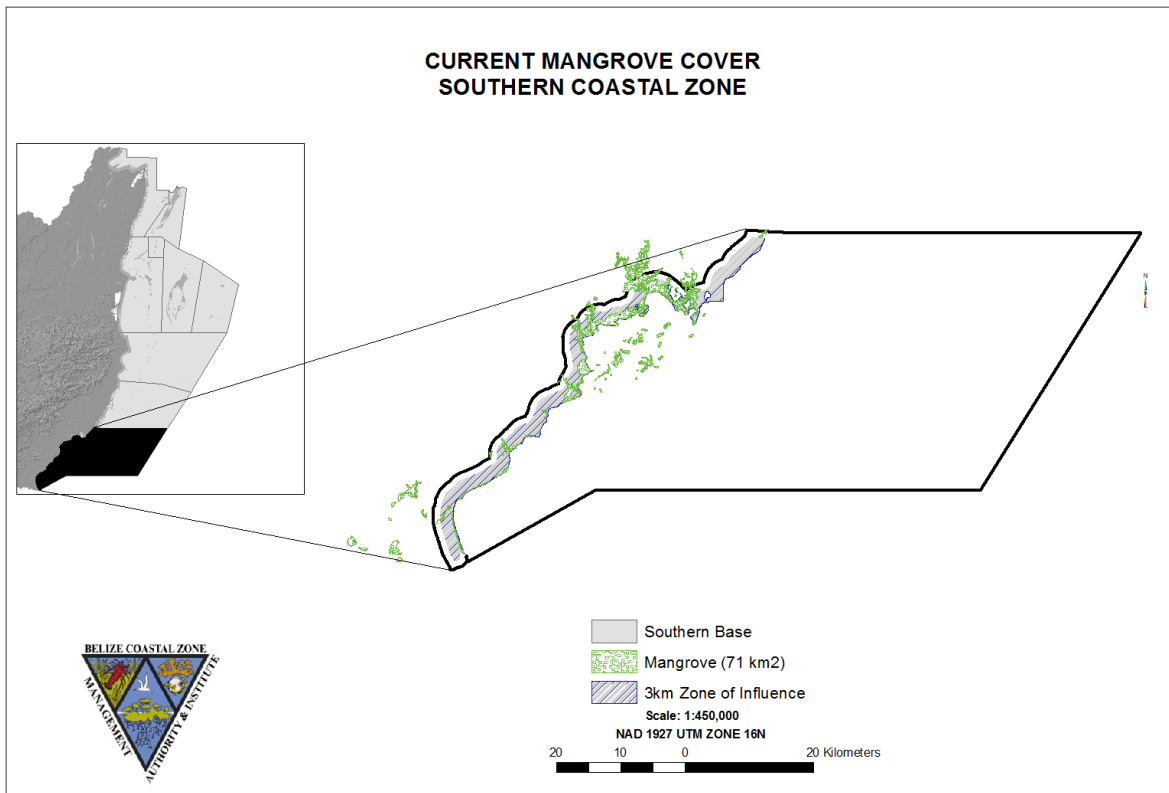 CURRENT MANGROVE COVER
SOUTHERN COASTAL ZONE
N
Southern Base
Mangrove (71 km2)
3km Zone of Influence
Scale: 1:450,000
NAD 1927 UTM ZONE 16N
20 10 0 20 Kilometers
BELIZE COASTAL ZONE
MANAGEMENT
AUTHORITY & INSTITUTE